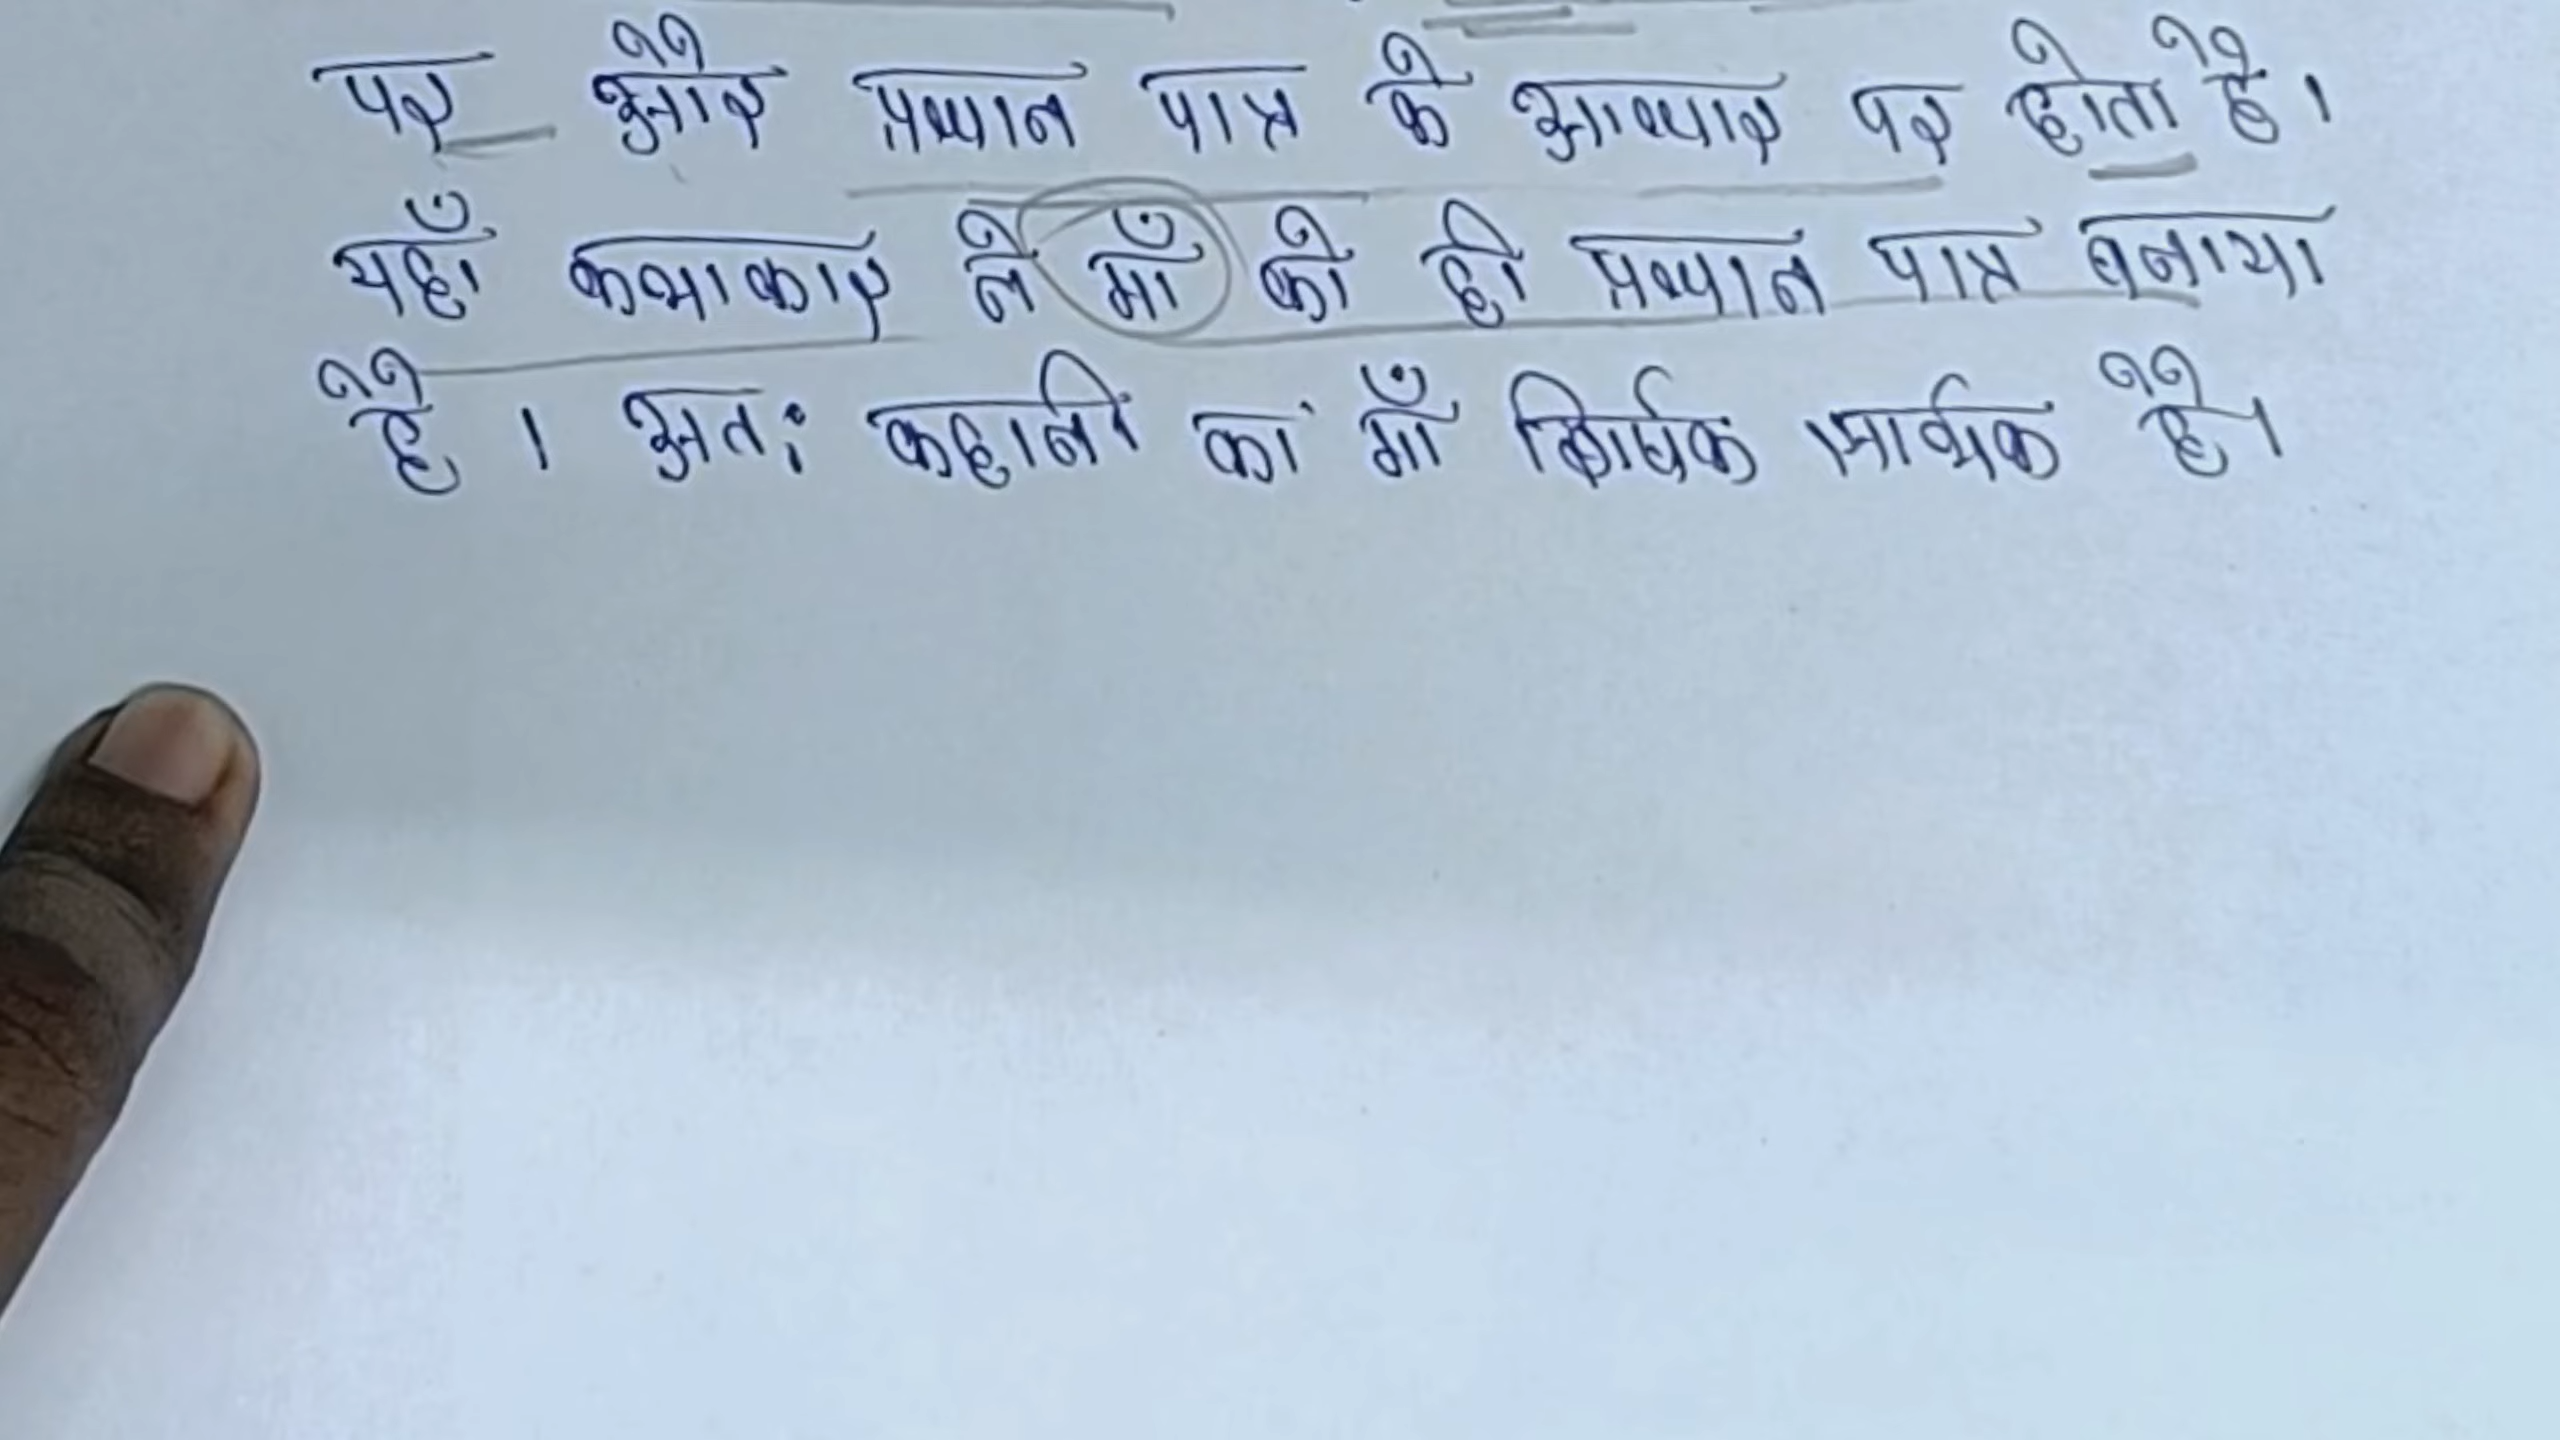 पर और प्रधान पात्र के आधार पर होता है।
यहाँ कथाकार ने माँ को ही प्रधान पात्र बनाया
है। अतः कहानी का माँ शिर्षक सार्थक है।